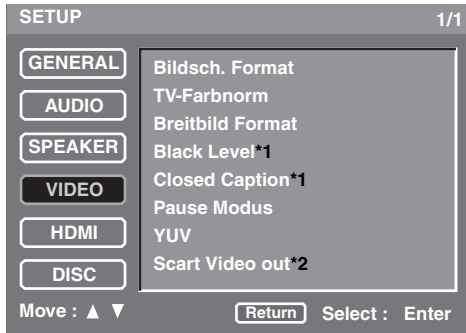 SETUP 1/1
GENERAL
AUDIO
SPEAKER
VIDEO
HDMI
DISC
Bildsch. Format
TV-Farbnorm
Breitbild Format
Black Level*1
Closed Caption*1
Pause Modus
YUV
Scart Video out*2
Move : ▲ ▼ Return Select : Enter